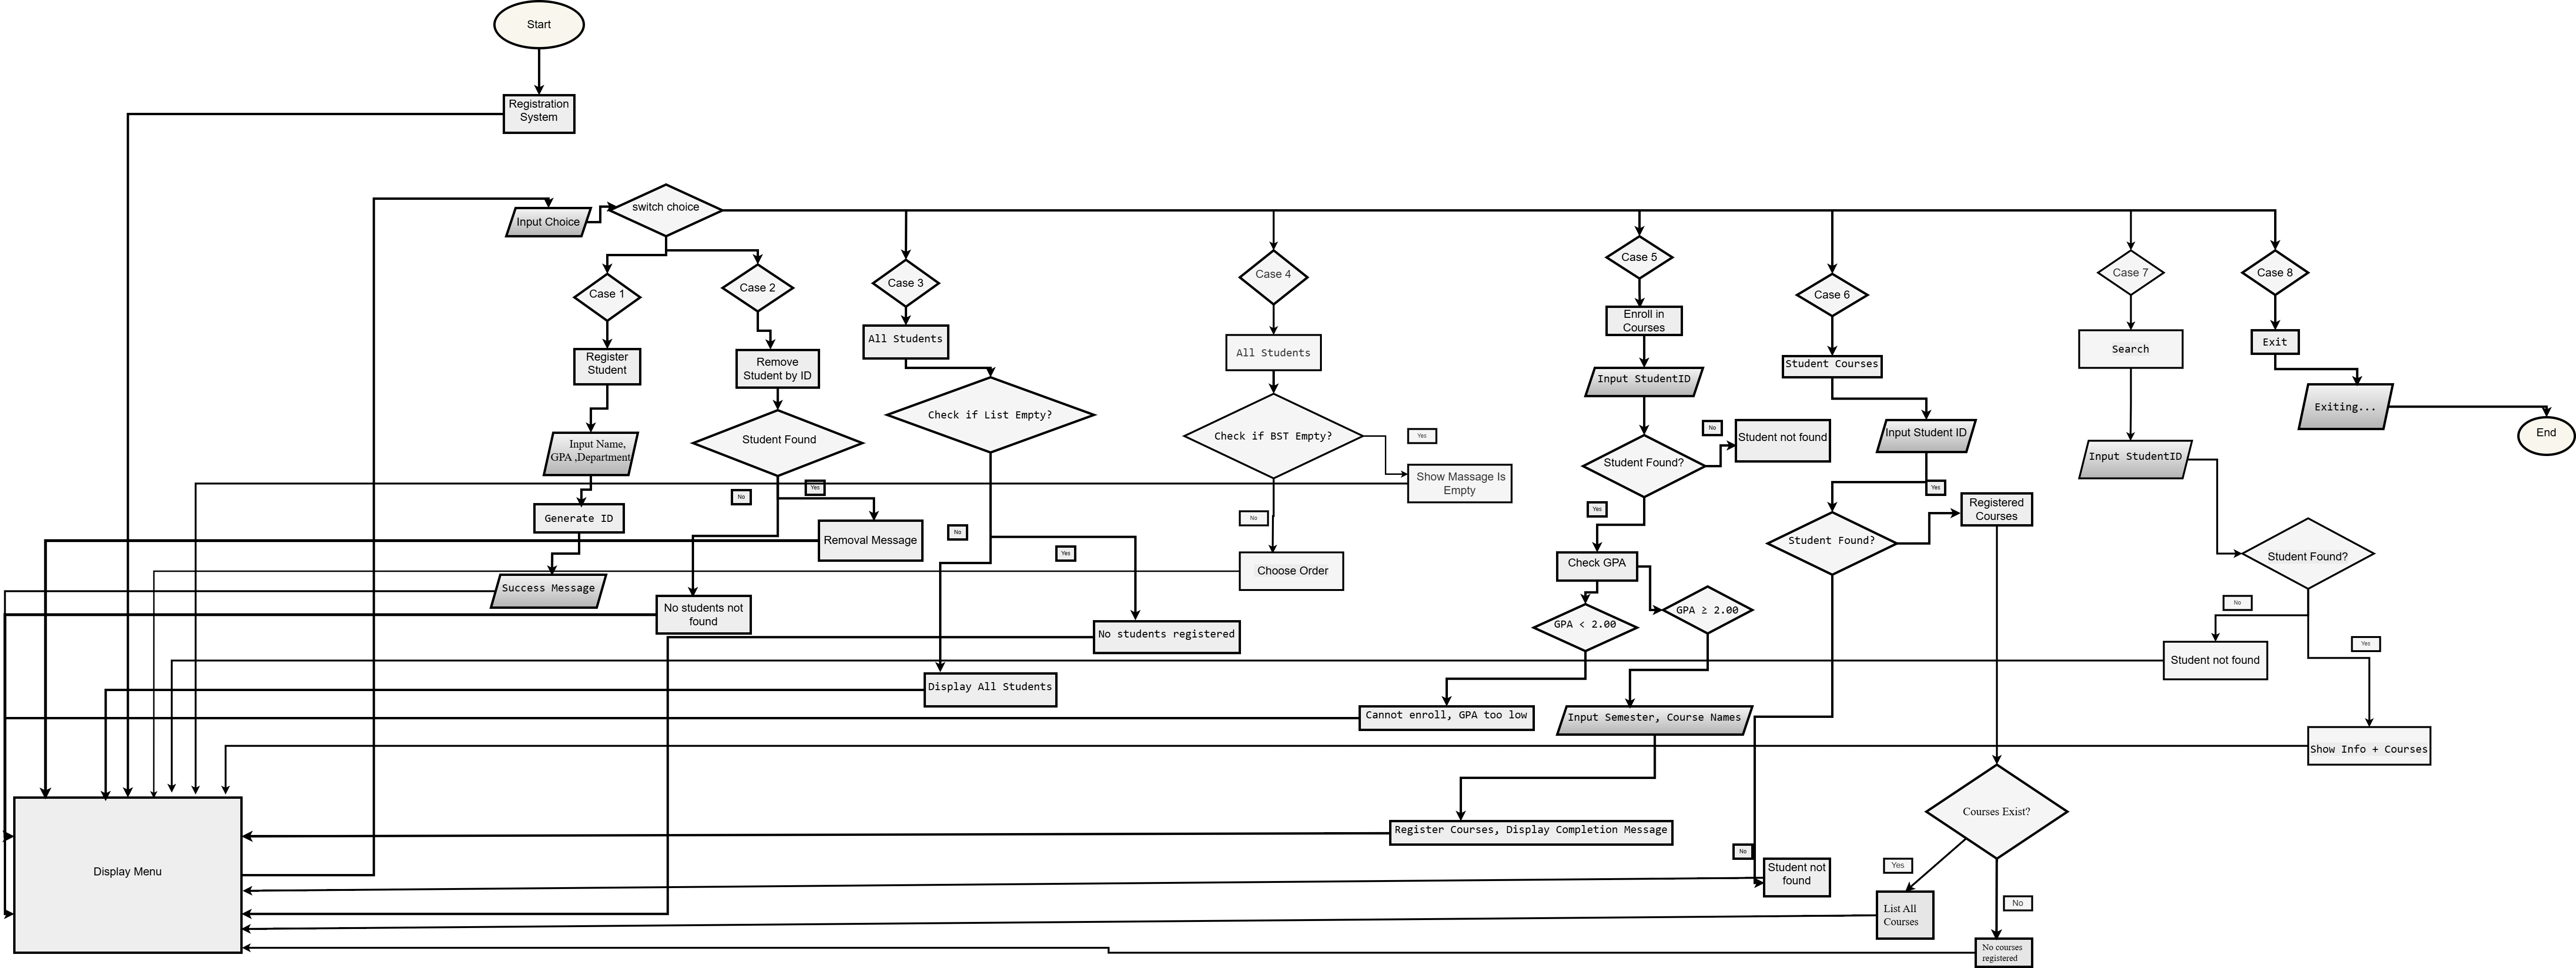 Start
Registration
System
Input Choice
switch choice
Case 1
Case 2
Case 3
Case 4
Case 5
Case 6
Case 7
Case 8
Register
Student
Remove
Student by ID
All Students
All Students
Enroll in
Courses
Student Courses
Search
Exit
Input Name,
GPA ,Department
Student Found
Check if List Empty?
Check if BST Empty?
Yes
Input StudentID
Student Found?
No
Student not found
Input Student ID
Input StudentID
Exiting...
End
Generate ID
No
Yes
Removal Message
No
Yes
Show Massage Is
Empty
No
Choose Order
Yes
Check GPA
Yes
Student Found?
Registered
Courses
Student Found?
Success Message
No students not
found
No students registered
GPA < 2.00
GPA ≥ 2.00
No
Yes
Student not found
Display All Students
Cannot enroll, GPA too low
Input Semester, Course Names
Show Info + Courses
Register Courses, Display Completion Message
Courses Exist?
Display Menu
No
Student not
found
Yes
No
List All
Courses
No courses
registered